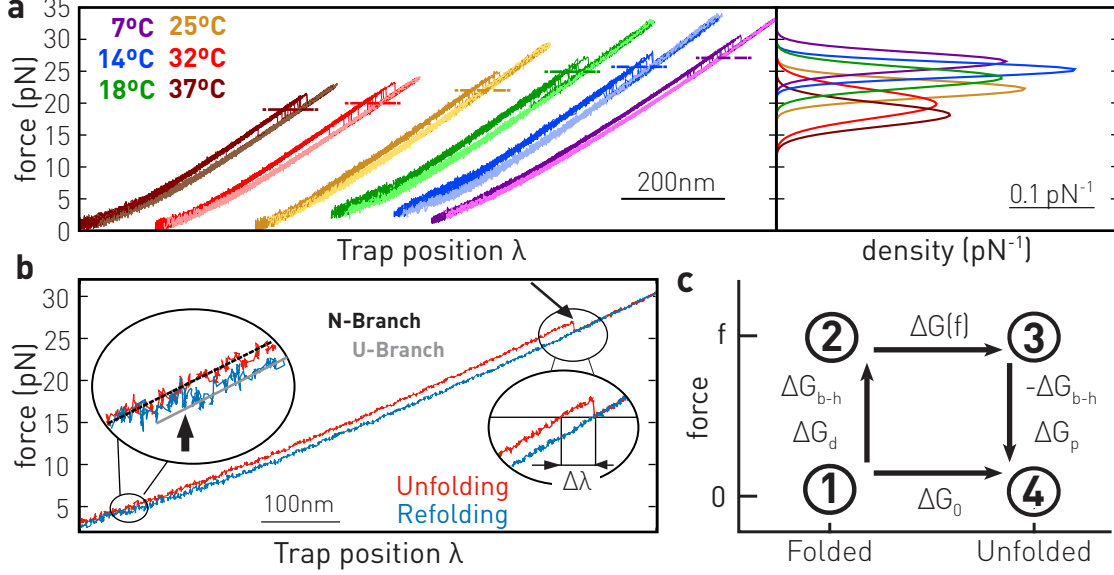 a
force (pN)
35
30
25
20
15
10
5
0
7ºC 25ºC
14ºC 32ºC
18ºC 37ºC
200nm
0.1 pN-1
Trap position λ
density (pN-1)
b
force (pN)
30
25
20
15
10
5
N-Branch
U-Branch
Δλ
Unfolding
Refolding
100nm
Trap position λ
c
force
f
0
2
ΔG(f)
3
ΔGb-h
ΔGd
-ΔGb-h
ΔGp
1
ΔG0
4
Folded
Unfolded